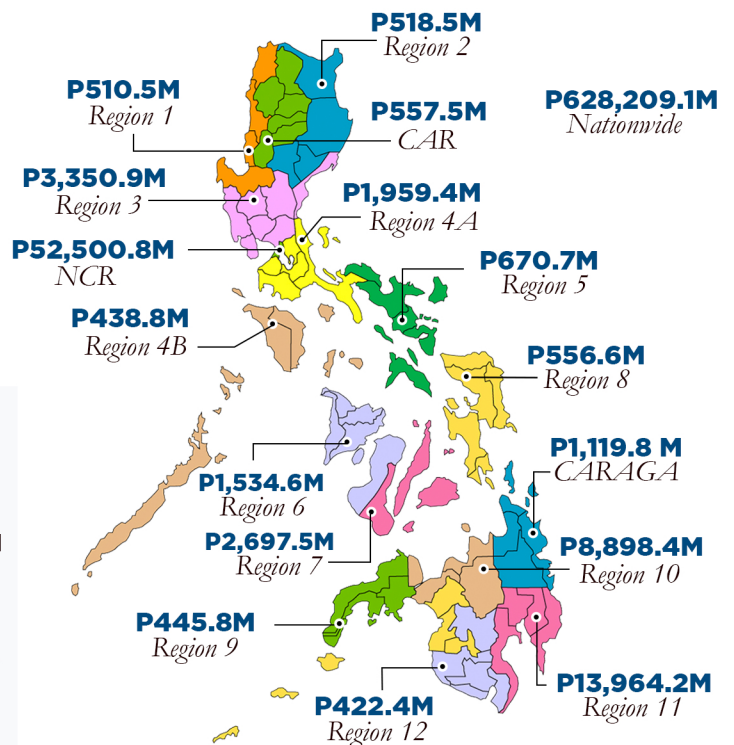 P518.5M
Region 2
P510.5M
Region 1
P628,209.1M
Nationwide
P557.5M
CAR
P3,350.9M
Region 3
P1,959.4M
Region 4A
P52,500.8M
NCR
P670.7M
Region 5
P438.8M
Region 4B
P556.6M
Region 8
P1,119.8 M
CARAGA
P1,534.6M
Region 6
P2,697.5M
Region 7
P8,898.4M
Region 10
P445.8M
Region 9
P13,964.2M
Region 11
P422.4M
Region 12